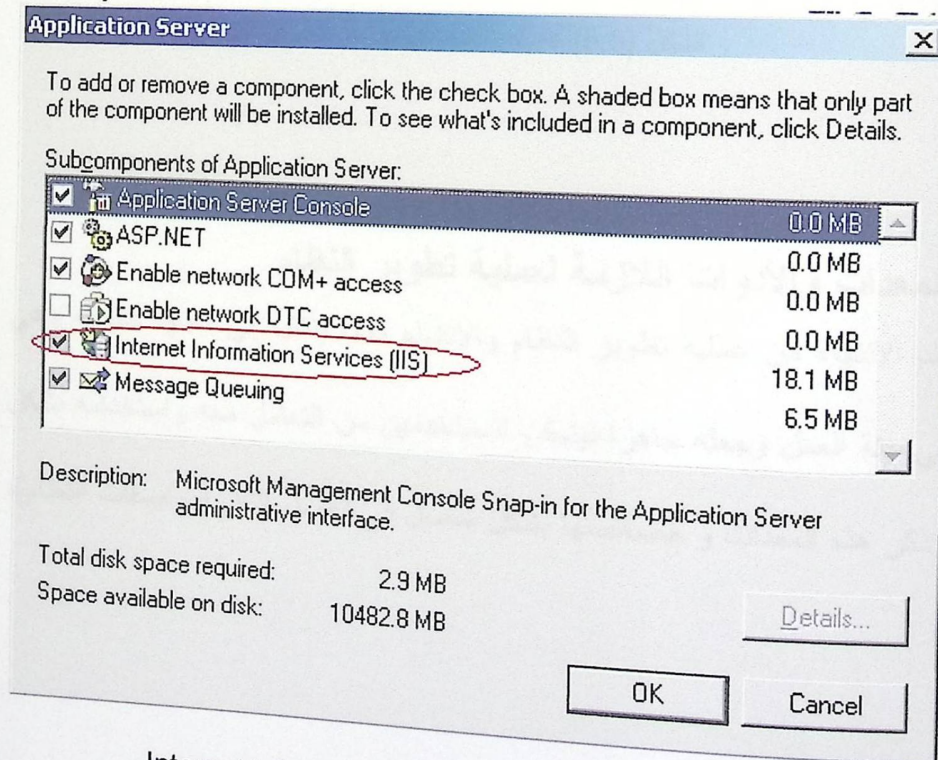 Application Server
To add or remove a component, click the check box. A shaded box means that only part
of the component will be installed. To see what's included in a component, click Details.
Subcomponents of Application Server:
Application Server Console 0.0 MB
ASP.NET 0.0 MB
Enable network COM+ access 0.0 MB
Enable network DTC access 0.0 MB
Internet Information Services (IIS) 18.1 MB
Message Queuing 6.5 MB
Description: Microsoft Management Console Snap-in for the Application Server
administrative interface.
Total disk space required: 2.9 MB
Space available on disk: 10482.8 MB
Details...
OK Cancel